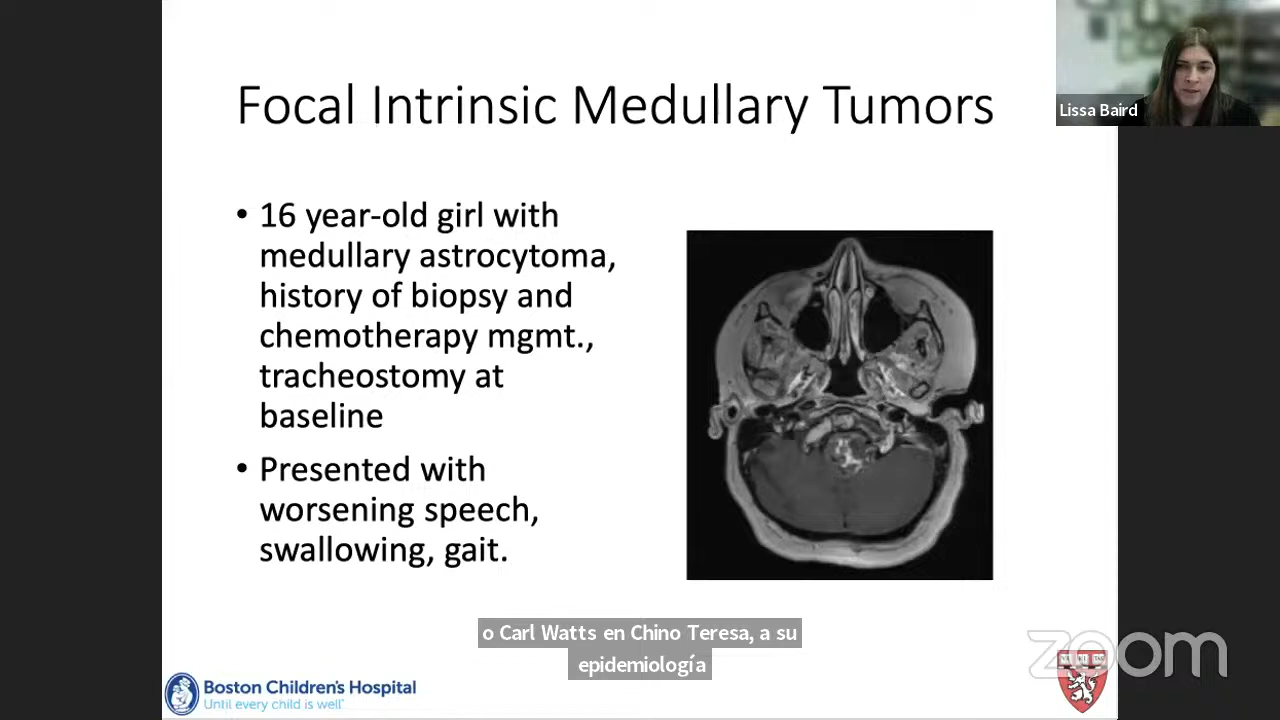 Focal Intrinsic Medullary Tumors
Lissa Baird
• 16 year-old girl with
medullary astrocytoma,
history of biopsy and
chemotherapy mgmt.,
tracheostomy at
baseline
• Presented with
worsening speech,
swallowing, gait.
o Carl Watts en Chino Teresa, a su
epidemiología
Boston Children's Hospital
Until every child is well™
zoom